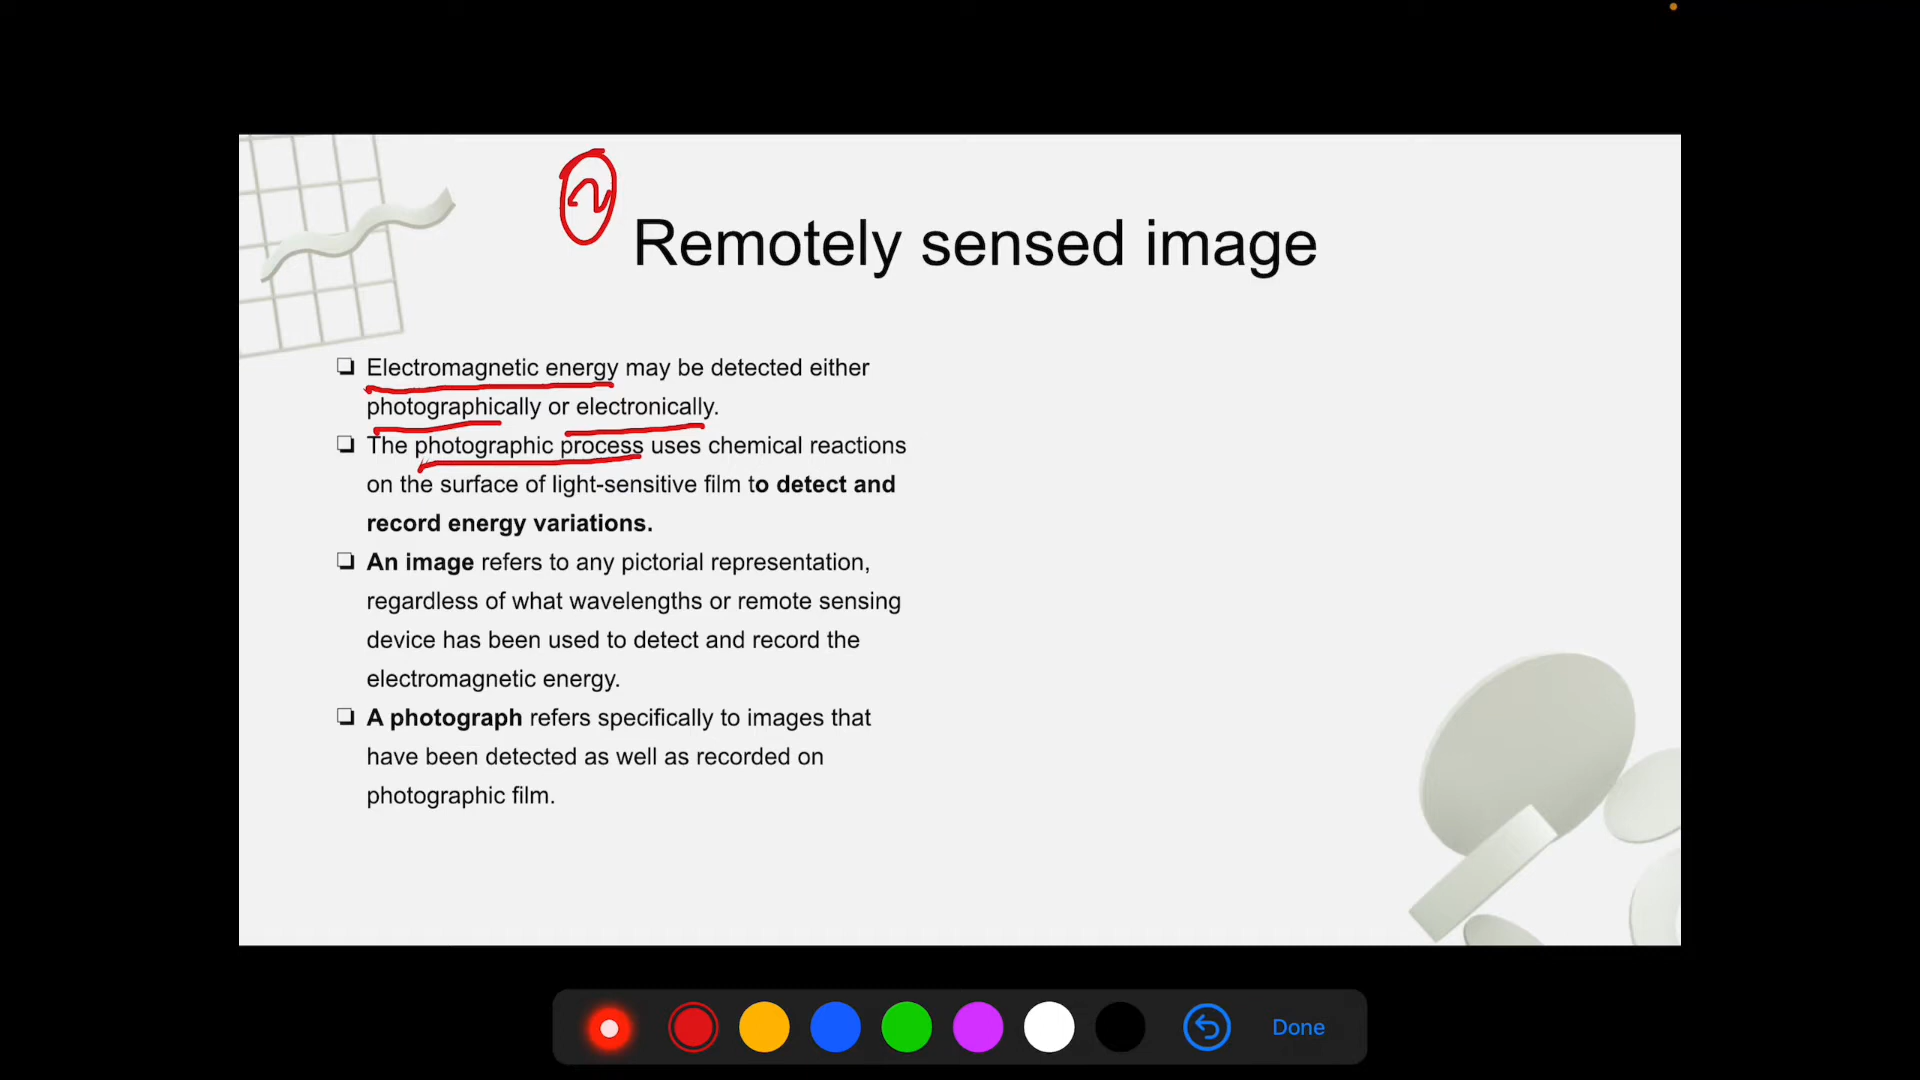 2
Remotely sensed image
❏ Electromagnetic energy may be detected either
photographically or electronically.
❏ The photographic process uses chemical reactions
on the surface of light-sensitive film to detect and
record energy variations.
❏ An image refers to any pictorial representation,
regardless of what wavelengths or remote sensing
device has been used to detect and record the
electromagnetic energy.
❏ A photograph refers specifically to images that
have been detected as well as recorded on
photographic film.
Done